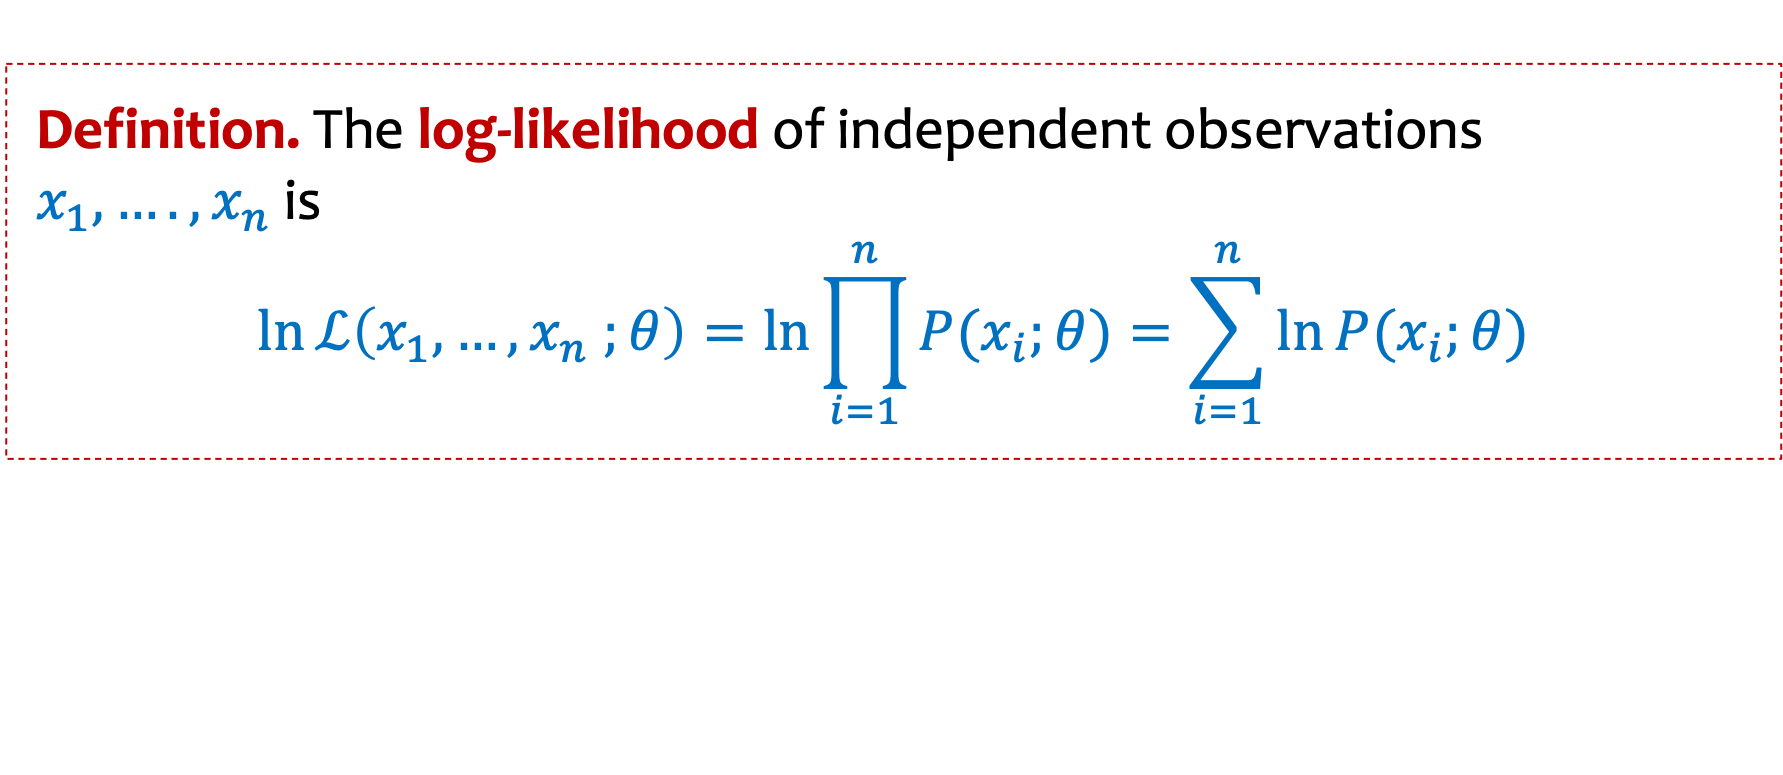 Definition. The log-likelihood of independent observations
x₁, … . , xₙ is
ln ℒ(x₁, … , xₙ ; θ) = ln ∏ᵢ₌₁ⁿ P(xᵢ; θ) = ∑ᵢ₌₁ⁿ ln P(xᵢ; θ)